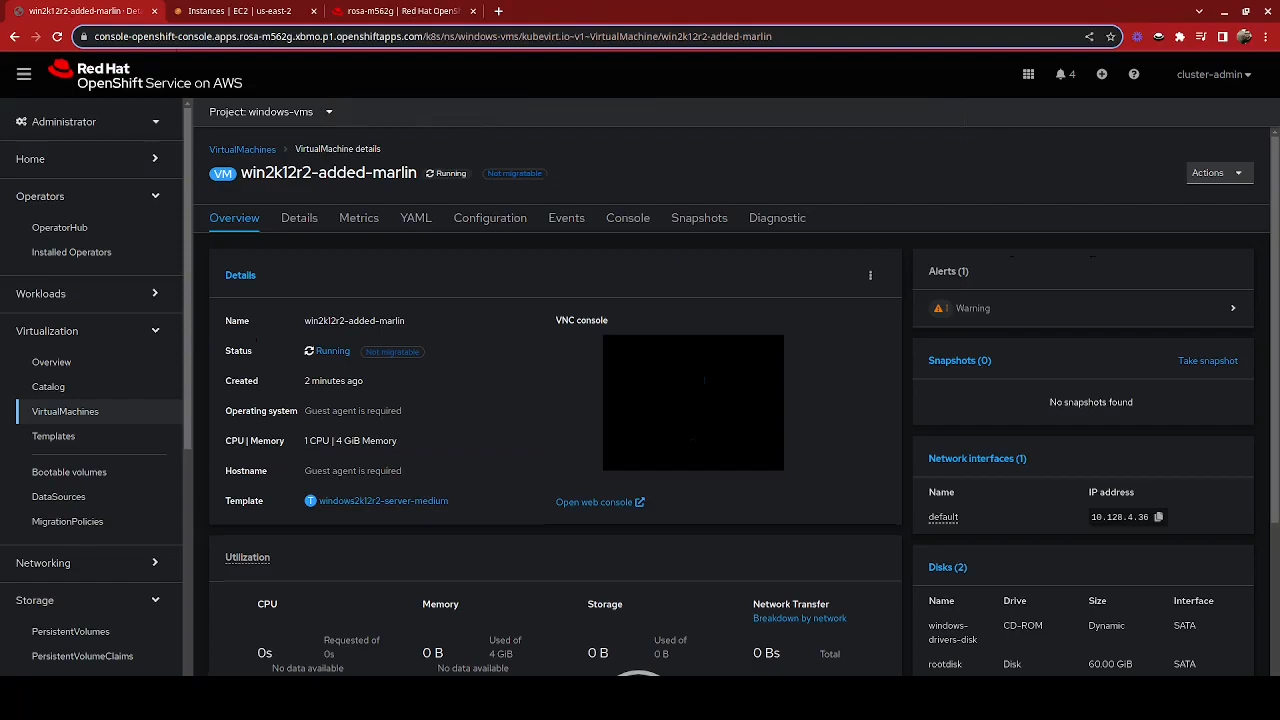 win2k12r2-added-marlin · Deta
Instances | EC2 | us-east-2
rosa-m562g | Red Hat OpenSh
console-openshift-console.apps.rosa-m562g.xbmo.p1.openshiftapps.com/k8s/ns/windows-vms/kubevirt.io~v1~VirtualMachine/win2k12r2-added-marlin
Red Hat
OpenShift Service on AWS
4
cluster-admin
Administrator
Home
Operators
OperatorHub
Installed Operators
Workloads
Virtualization
Overview
Catalog
VirtualMachines
Templates
Bootable volumes
DataSources
MigrationPolicies
Networking
Storage
PersistentVolumes
PersistentVolumeClaims
Project: windows-vms
VirtualMachines
VirtualMachine details
VM win2k12r2-added-marlin Running Not migratable
Actions
Overview Details Metrics YAML Configuration Events Console Snapshots Diagnostic
Details
Name win2k12r2-added-marlin
Status Running Not migratable
Created 2 minutes ago
Operating system Guest agent is required
CPU | Memory 1 CPU | 4 GiB Memory
Hostname Guest agent is required
Template T windows2k12r2-server-medium
VNC console
Open web console
Utilization
CPU Memory Storage Network Transfer
Breakdown by network
Requested of Used of Used of
0s 0s 0 B 4 GiB 0 B 0 B 0 Bs Total
No data available No data available
Alerts (1)
1 Warning
Snapshots (0) Take snapshot
No snapshots found
Network interfaces (1)
Name IP address
default 10.128.4.36
Disks (2)
Name Drive Size Interface
windows-drivers-disk CD-ROM Dynamic SATA
rootdisk Disk 60.00 GiB SATA